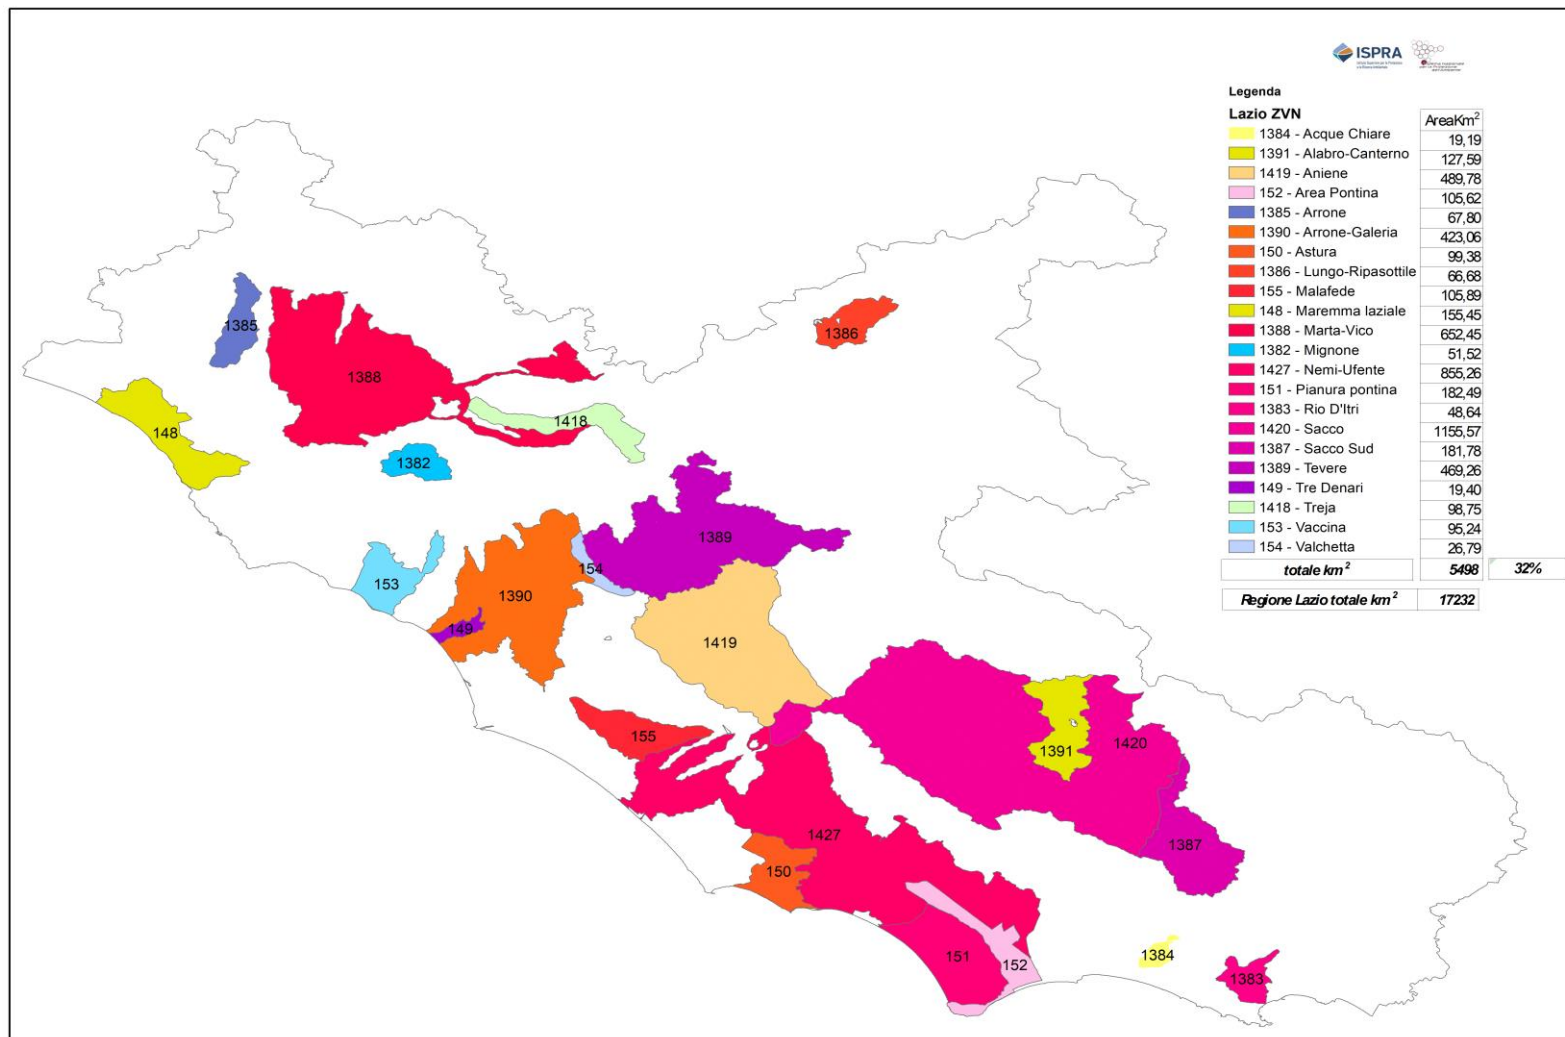 ISPRA
Legenda
Lazio ZVN AreaKm²
1384 - Acque Chiare 19,19
1391 - Alabro-Canterno 127,59
1419 - Aniene 489,78
152 - Area Pontina 105,62
1385 - Arrone 67,80
1390 - Arrone-Galeria 423,06
150 - Astura 99,38
1386 - Lungo-Ripasottile 66,68
155 - Malafede 105,89
148 - Maremma laziale 155,45
1388 - Marta-Vico 652,45
1382 - Mignone 51,52
1427 - Nemi-Ufente 855,26
151 - Pianura pontina 182,49
1383 - Rio D'Itri 48,64
1420 - Sacco 1155,57
1387 - Sacco Sud 181,78
1389 - Tevere 469,26
149 - Tre Denari 19,40
1418 - Treja 98,75
153 - Vaccina 95,24
154 - Valchetta 26,79
totale km² 5498 32%
Regione Lazio totale km² 17232
1385
1386
1388
1418
148
1382
1389
154
153
1390
149
1419
155
1391
1420
1427
1387
150
151
152
1384
1383